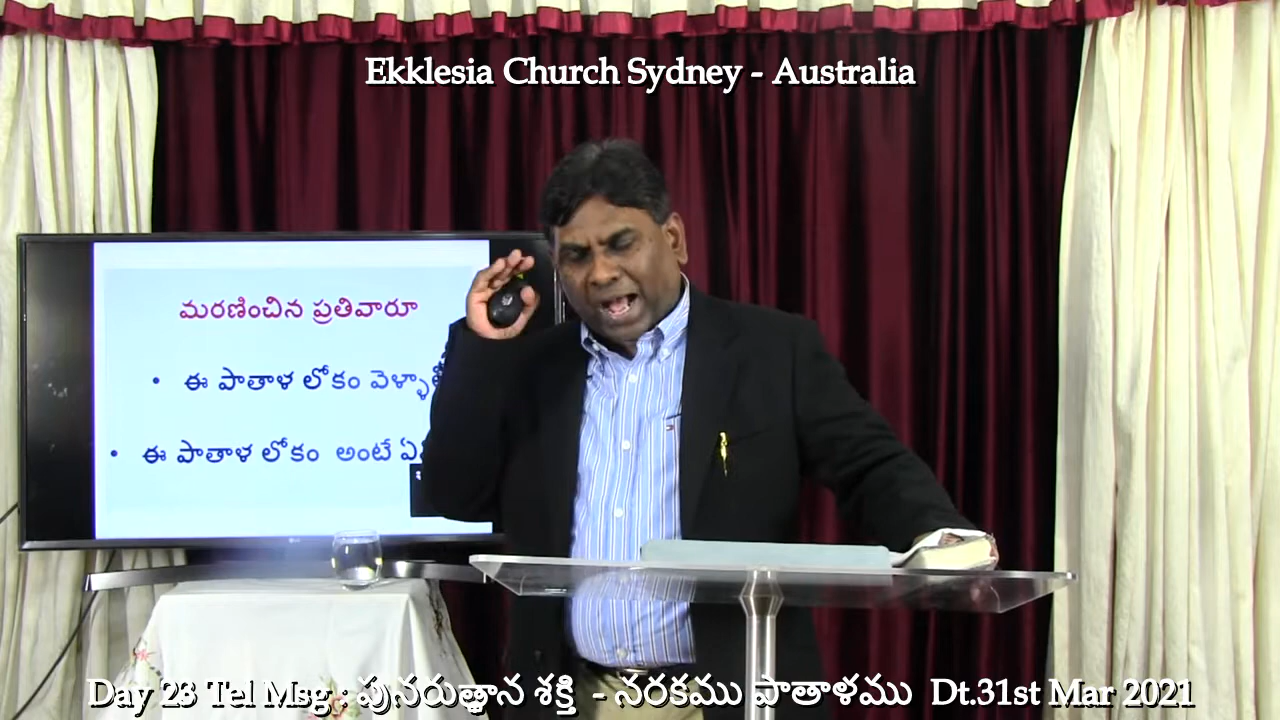 Ekklesia Church Sydney - Australia
మరణించిన ప్రతివారూ
• ఈ పాతాళ లోకం
• ఈ పాతాళ లోకం అంటే
Day 23 Tel Msg : పునరుత్థాన శక్తి - నరకము పాతాళము Dt.31st Mar 2021